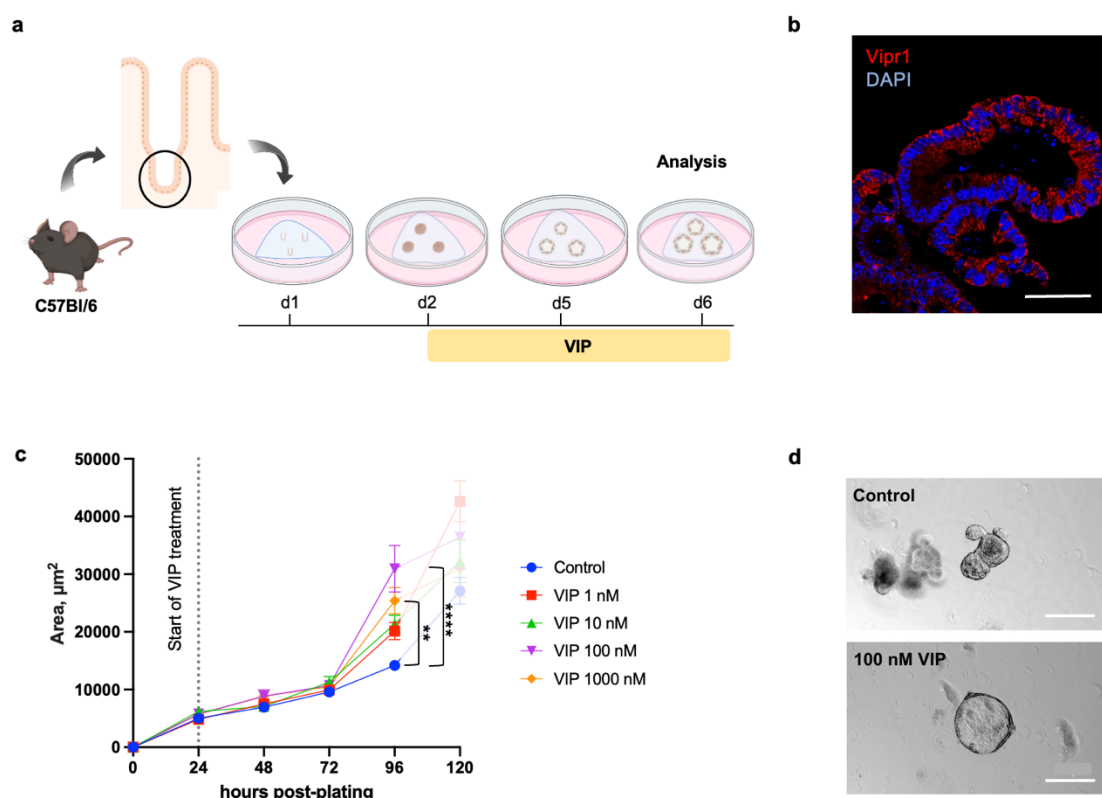 a
C57Bl/6
Analysis
d1
d2
d5
d6
VIP
b
Vipr1
DAPI
c
Area, µm2
50000
40000
30000
20000
10000
0
Start of VIP treatment
**
****
0
24
48
72
96
120
hours post-plating
Control
VIP 1 nM
VIP 10 nM
VIP 100 nM
VIP 1000 nM
d
Control
100 nM VIP